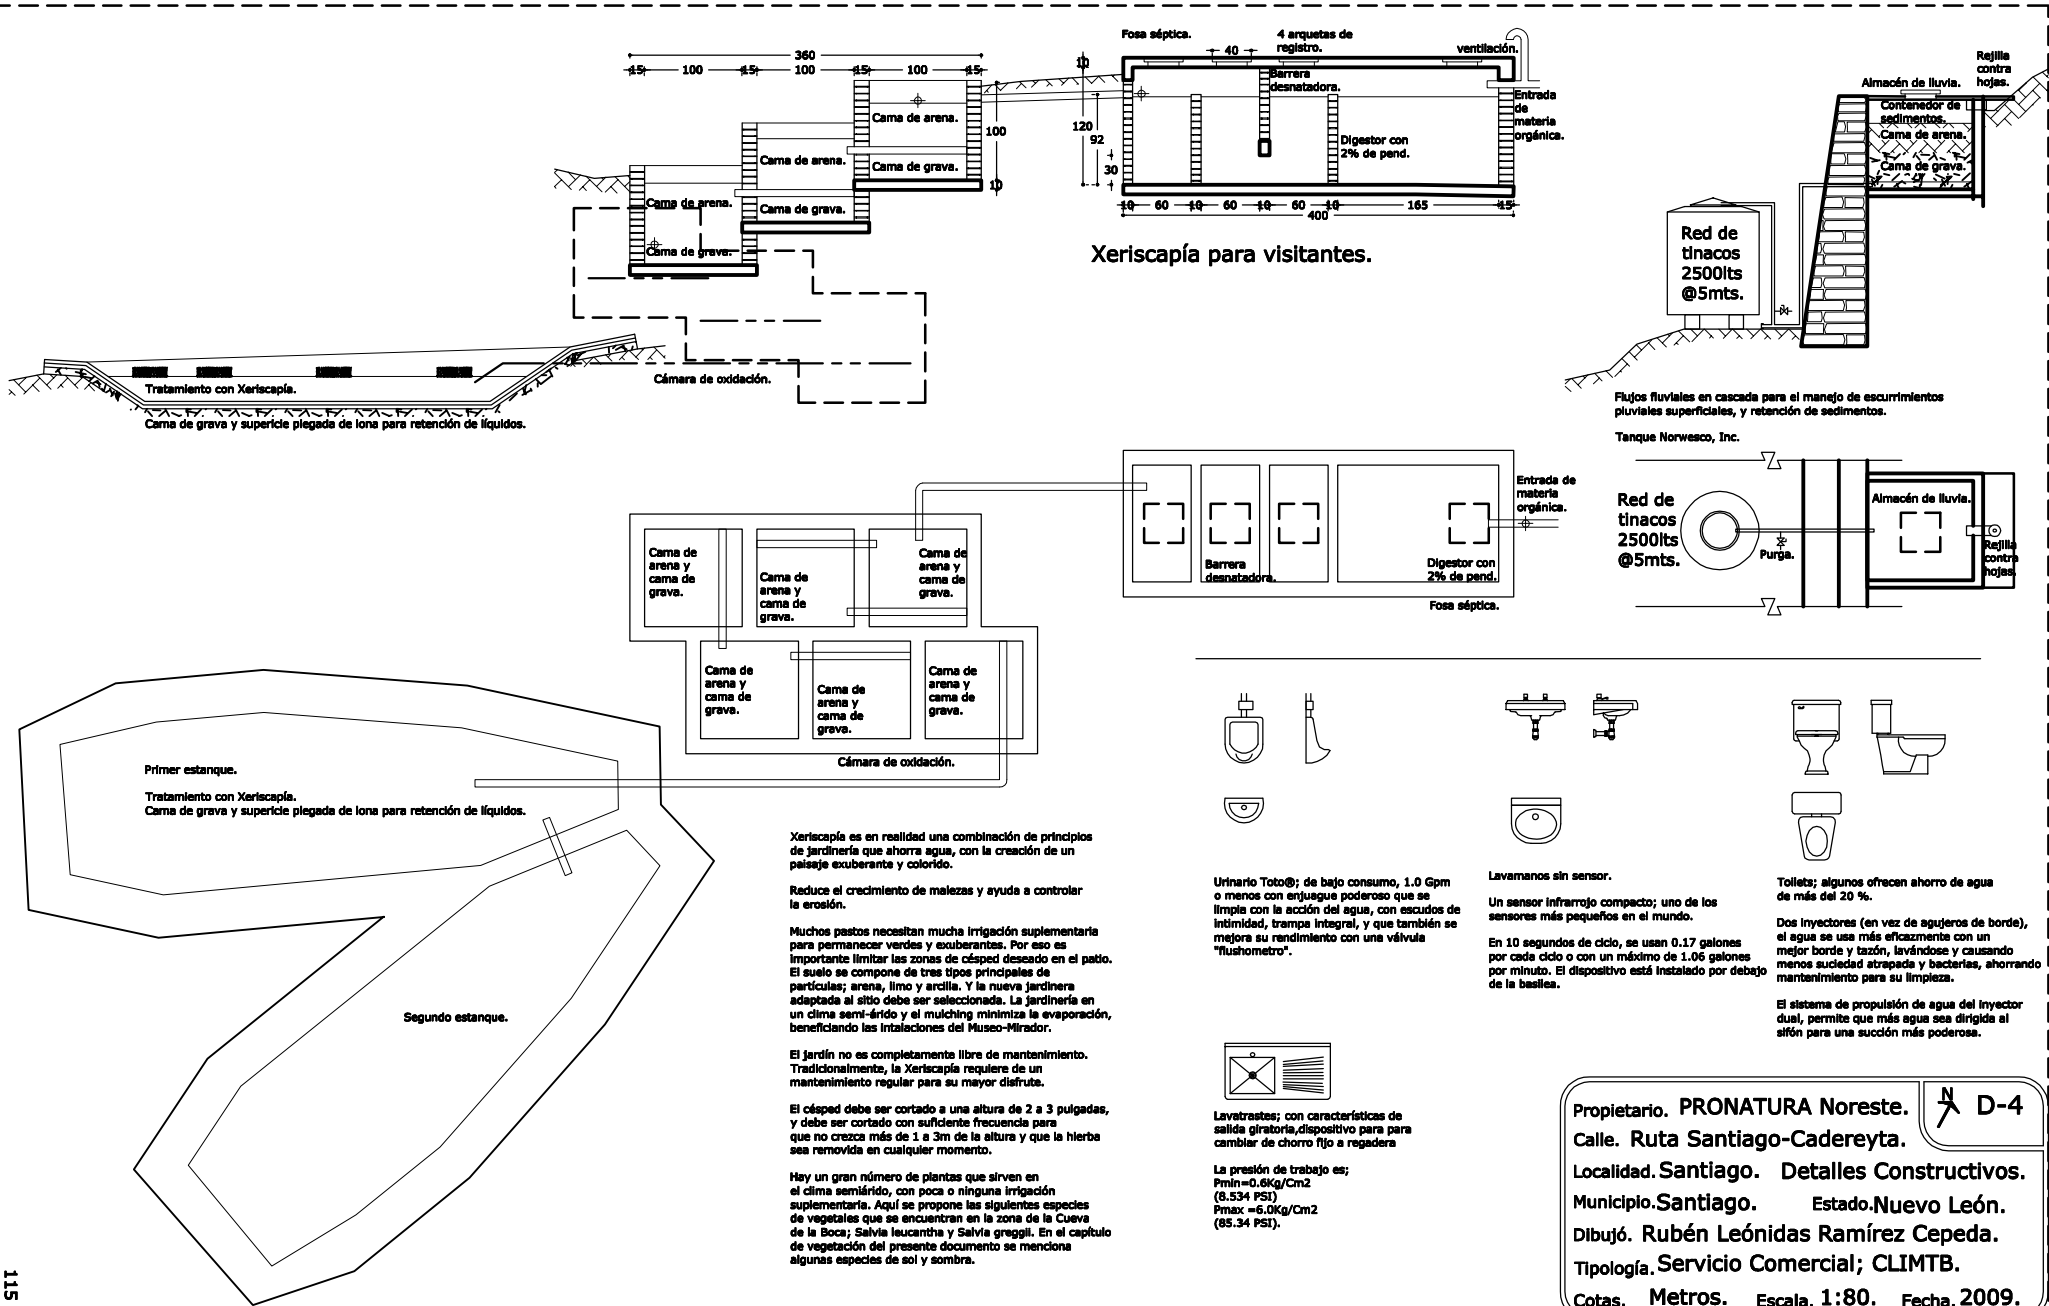 360
15
100
15
100
15
100
15
Cama de arena.
Cama de grava.
Cama de arena.
Cama de grava.
Cama de arena.
Cama de grava.
100
10
Fosa séptica.
40
4 arquetas de
registro.
ventilación.
10
Barrera
desnatadora.
Entrada
de
materia
orgánica.
120
92
30
Digestor con
2% de pend.
10
60
10
60
10
60
10
165
15
400
Xeriscapía para visitantes.
Rejilla
contra
hojas.
Almacén de lluvia.
Contenedor de
sedimentos.
Cama de arena.
Cama de grava.
Red de
tinacos
2500lts
@5mts.
Tratamiento con Xeriscapía.
Cama de grava y supericie plegada de lona para retención de líquidos.
Cámara de oxidación.
Flujos fluviales en cascada para el manejo de escurrimientos
pluviales superficiales, y retención de sedimentos.
Tanque Norwesco, Inc.
Entrada de
materia
orgánica.
Barrera
desnatadora.
Digestor con
2% de pend.
Fosa séptica.
Red de
tinacos
2500lts
@5mts.
Purga.
Almacén de lluvia.
Rejilla
contra
hojas.
Cama de
arena y
cama de
grava.
Cama de
arena y
cama de
grava.
Cama de
arena y
cama de
grava.
Cama de
arena y
cama de
grava.
Cama de
arena y
cama de
grava.
Cama de
arena y
cama de
grava.
Cámara de oxidación.
Primer estanque.
Tratamiento con Xeriscapía.
Cama de grava y supericie plegada de lona para retención de líquidos.
Segundo estanque.
Xeriscapía es en realidad una combinación de principios
de jardinería que ahorra agua, con la creación de un
paisaje exuberante y colorido.
Reduce el crecimiento de malezas y ayuda a controlar
la erosión.
Muchos pastos necesitan mucha irrigación suplementaria
para permanecer verdes y exuberantes. Por eso es
importante limitar las zonas de césped deseado en el patio.
El suelo se compone de tres tipos principales de
partículas; arena, limo y arcilla. Y la nueva jardinera
adaptada al sitio debe ser seleccionada. La jardinería en
un clima semi-árido y el mulching minimiza la evaporación,
beneficiando las intalaciones del Museo-Mirador.
El jardín no es completamente libre de mantenimiento.
Tradicionalmente, la Xeriscapía requiere de un
mantenimiento regular para su mayor disfrute.
El césped debe ser cortado a una altura de 2 a 3 pulgadas,
y debe ser cortado con suficiente frecuencia para
que no crezca más de 1 a 3m de la altura y que la hierba
sea removida en cualquier momento.
Hay un gran número de plantas que sirven en
el clima semiárido, con poca o ninguna irrigación
suplementaria. Aquí se propone las siguientes especies
de vegetales que se encuentran en la zona de la Cueva
de la Boca; Salvia leucantha y Salvia greggii. En el capítulo
de vegetación del presente documento se menciona
algunas especies de sol y sombra.
Urinario Toto®; de bajo consumo, 1.0 Gpm
o menos con enjuague poderoso que se
limpia con la acción del agua, con escudos de
intimidad, trampa integral, y que también se
mejora su rendimiento con una válvula
"flushometro".
Lavamanos sin sensor.
Un sensor infrarrojo compacto; uno de los
sensores más pequeños en el mundo.
En 10 segundos de ciclo, se usan 0.17 galones
por cada ciclo o con un máximo de 1.06 galones
por minuto. El dispositivo está instalado por debajo
de la basilea.
Toilets; algunos ofrecen ahorro de agua
de más del 20 %.
Dos inyectores (en vez de agujeros de borde),
el agua se usa más eficazmente con un
mejor borde y tazón, lavándose y causando
menos suciedad atrapada y bacterias, ahorrando
mantenimiento para su limpieza.
El sistema de propulsión de agua del inyector
dual, permite que más agua sea dirigida al
sifón para una succión más poderosa.
Lavatrastes; con características de
salida giratoria,dispositivo para para
cambiar de chorro fijo a regadera
La presión de trabajo es;
Pmin=0.6Kg/Cm2
(8.534 PSI)
Pmax =6.0Kg/Cm2
(85.34 PSI).
Propietario. PRONATURA Noreste.
N
D-4
Calle. Ruta Santiago-Cadereyta.
Localidad. Santiago. Detalles Constructivos.
Municipio. Santiago. Estado. Nuevo León.
Dibujó. Rubén Leónidas Ramírez Cepeda.
Tipología. Servicio Comercial; CLIMTB.
Cotas. Metros. Escala. 1:80. Fecha. 2009.
115